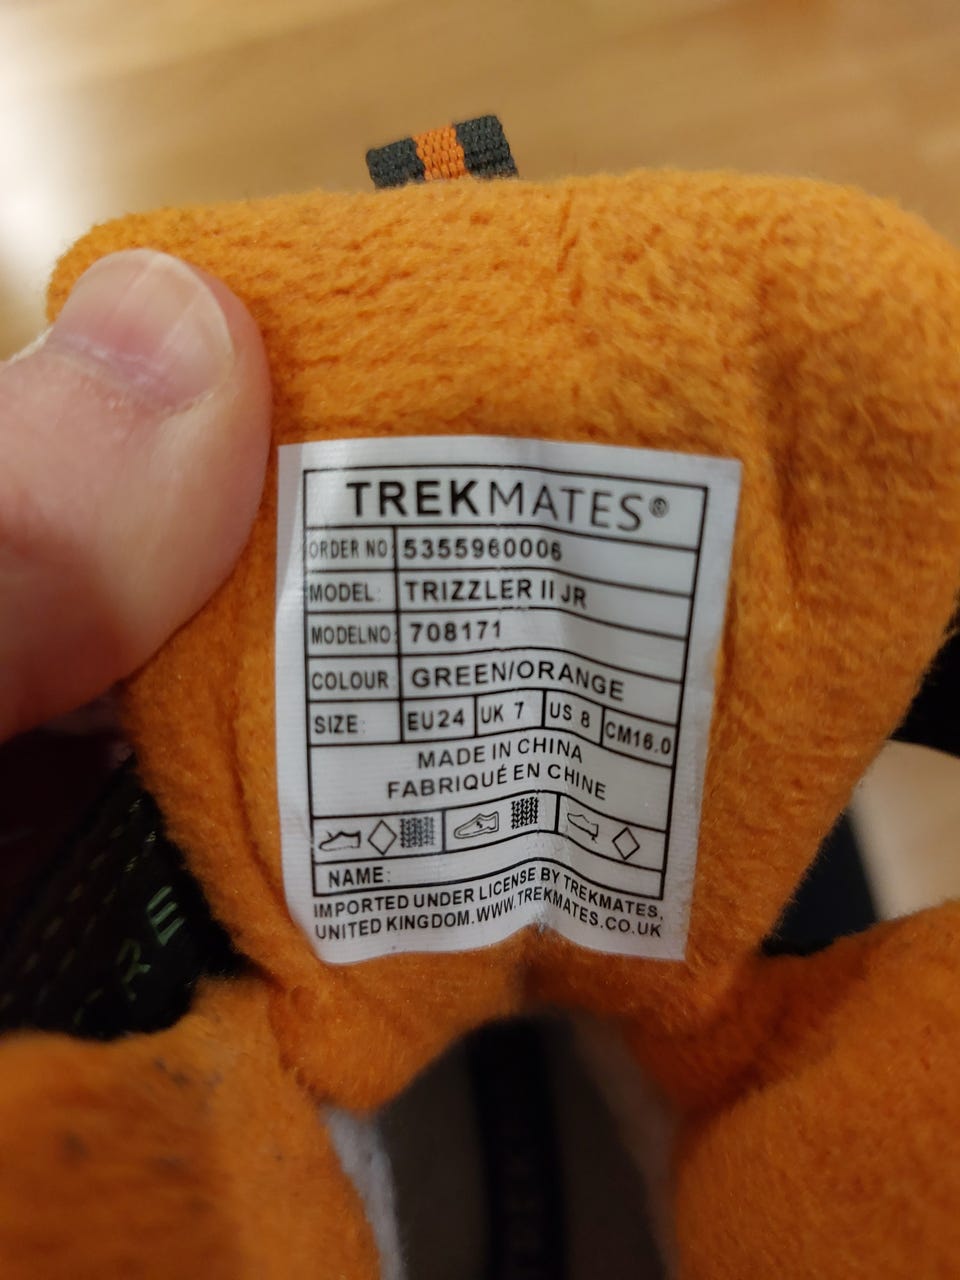 TREKMATES®
ORDER NO: 5355960006
MODEL: TRIZZLER II JR
MODELNO: 708171
COLOUR GREEN/ORANGE
SIZE: EU24 UK 7 US 8 CM16.0
MADE IN CHINA
FABRIQUÉ EN CHINE
NAME:
IMPORTED UNDER LICENSE BY TREKMATES,
UNITED KINGDOM.WWW.TREKMATES.CO.UK